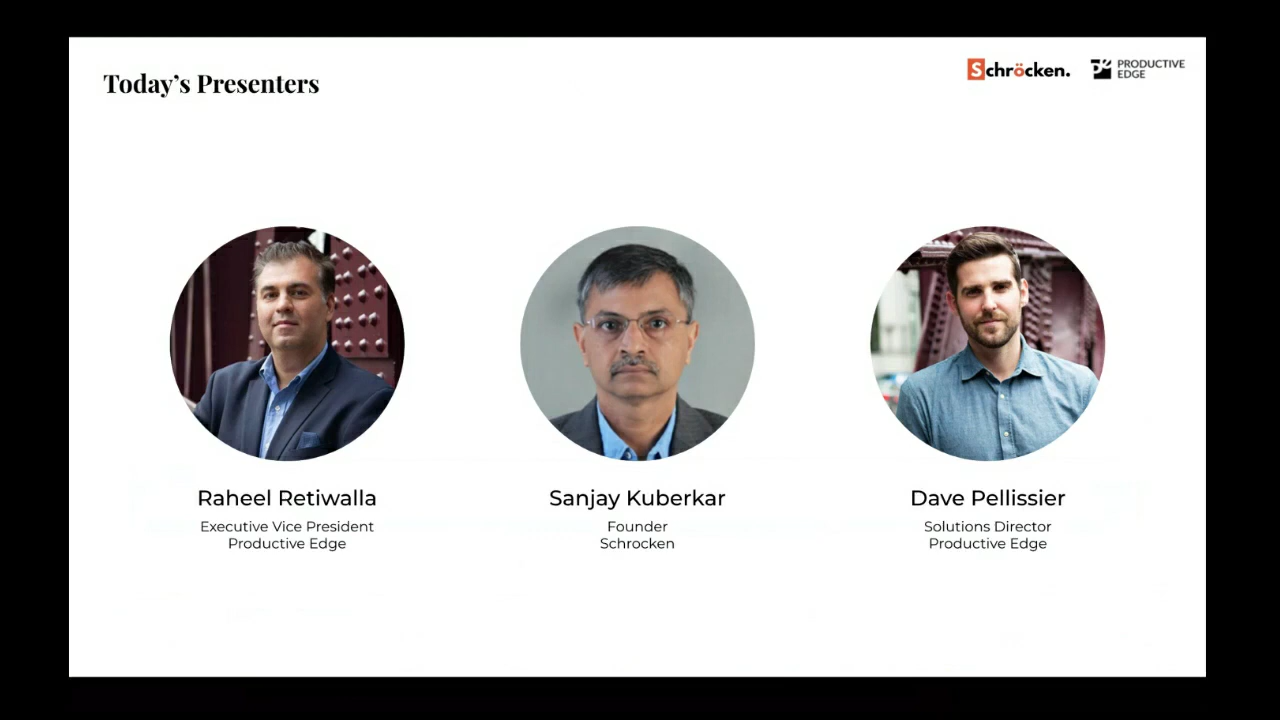 Today's Presenters
Schröcken.
PRODUCTIVE
EDGE
Raheel Retiwalla
Executive Vice President
Productive Edge
Sanjay Kuberkar
Founder
Schrocken
Dave Pellissier
Solutions Director
Productive Edge